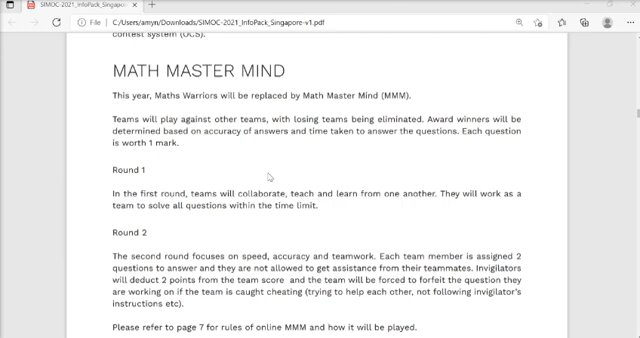 SIMOC-2021_InfoPack_Singapore
File
C:/Users/amyn/Downloads/SIMOC-2021_InfoPack_Singapore-v1.pdf
contest system (OCS).
MATH MASTER MIND
This year, Maths Warriors will be replaced by Math Master Mind (MMM).
Teams will play against other teams, with losing teams being eliminated. Award winners will be
determined based on accuracy of answers and time taken to answer the questions. Each question
is worth 1 mark.
Round 1
In the first round, teams will collaborate, teach and learn from one another. They will work as a
team to solve all questions within the time limit.
Round 2
The second round focuses on speed, accuracy and teamwork. Each team member is assigned 2
questions to answer and they are not allowed to get assistance from their teammates. Invigilators
will deduct 2 points from the team score and the team will be forced to forfeit the question they
are working on if the team is caught cheating (trying to help each other, not following invigilator's
instructions etc).
Please refer to page 7 for rules of online MMM and how it will be played.